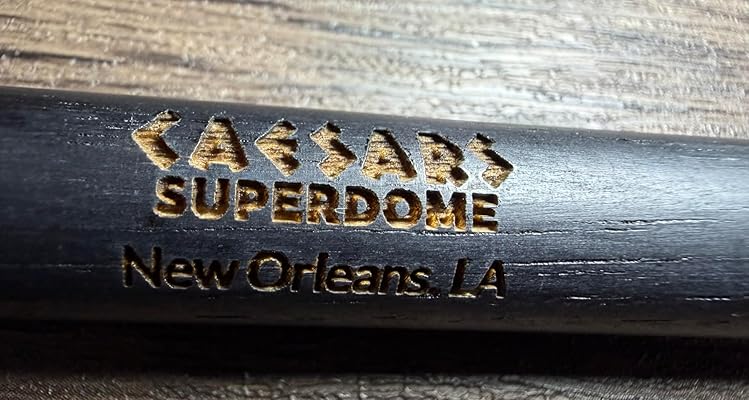 CAESARS
SUPERDOME
New Orleans, LA